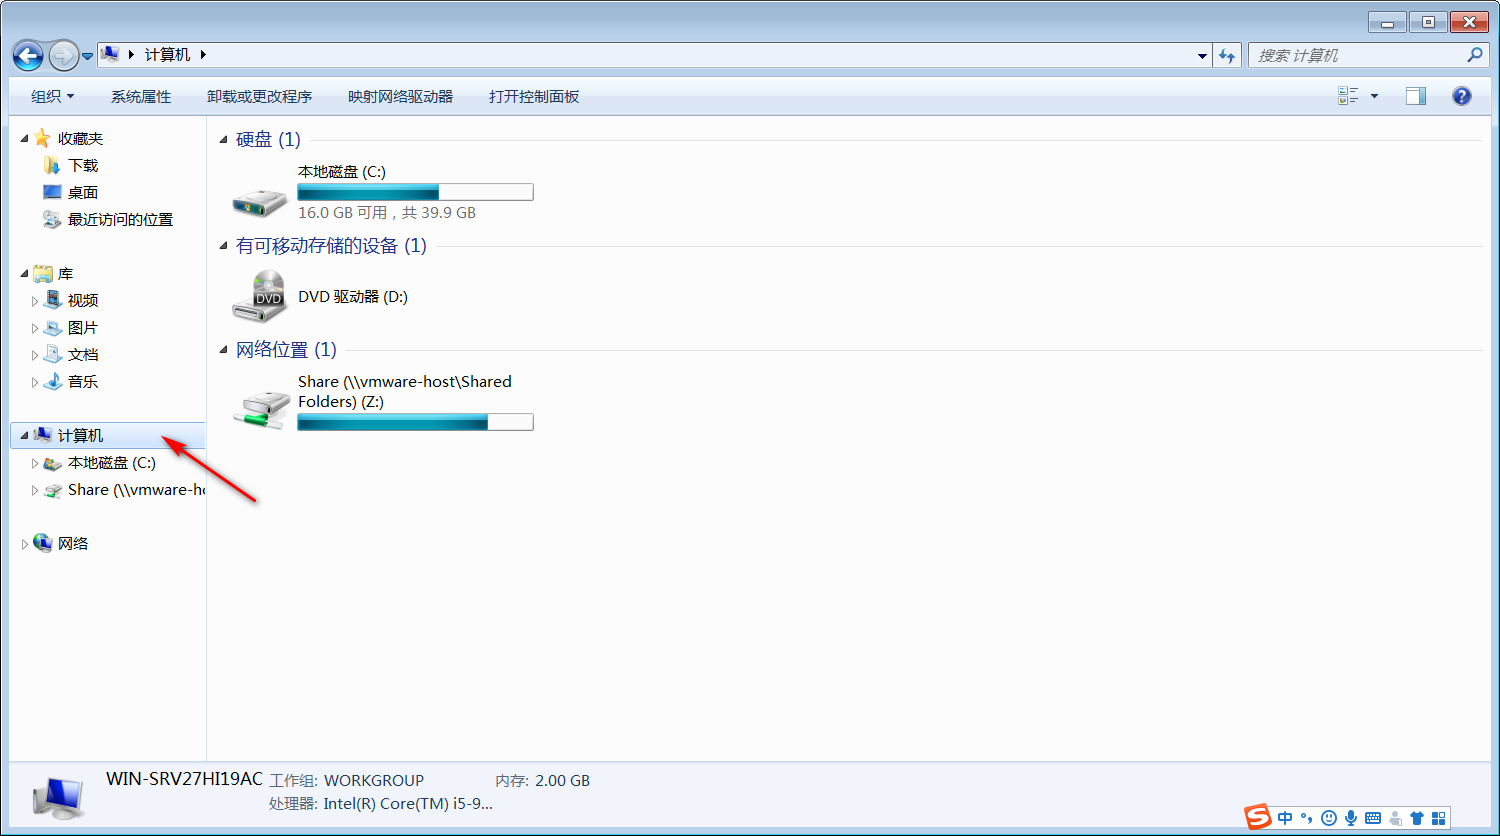 计算机
搜索 计算机
组织 系统属性 卸载或更改程序 映射网络驱动器 打开控制面板
收藏夹
下载
桌面
最近访问的位置
库
视频
图片
文档
音乐
计算机
本地磁盘 (C:)
Share (\\vmware-ho
网络
硬盘 (1)
本地磁盘 (C:)
16.0 GB 可用，共 39.9 GB
有可移动存储的设备 (1)
DVD
DVD 驱动器 (D:)
网络位置 (1)
Share (\\vmware-host\Shared
Folders) (Z:)
WIN-SRV27HI19AC 工作组: WORKGROUP 内存: 2.00 GB
处理器: Intel(R) Core(TM) i5-9...
S 中 °,